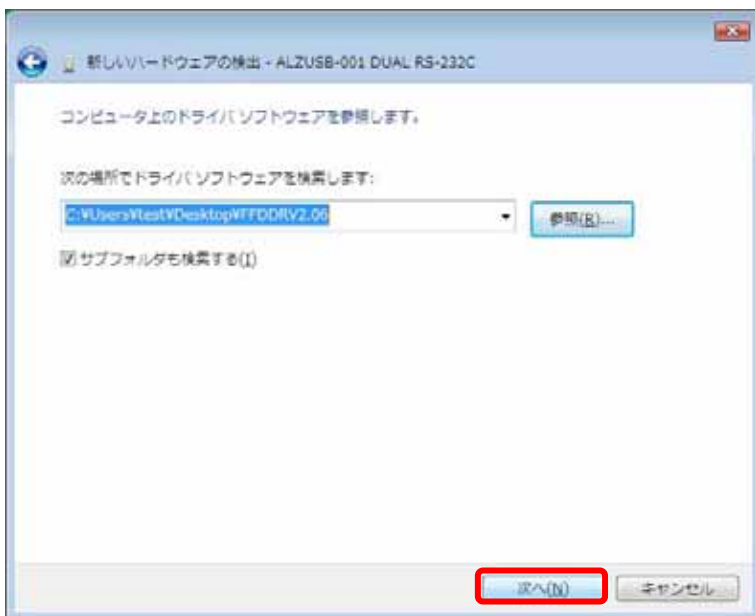 新しいハードウェアの検出 - ALZUSB-001 DUAL RS-232C
コンピュータ上のドライバ ソフトウェアを参照します。
次の場所でドライバ ソフトウェアを検索します:
C:¥Users¥test¥Desktop¥FFDDRV2.06
参照(R)...
サブフォルダも検索する(I)
次へ(N)
キャンセル